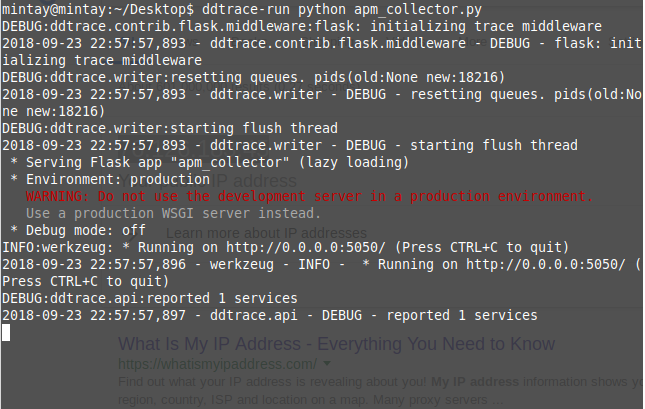 mintay@mintay:~/Desktop$ ddtrace-run python apm_collector.py
DEBUG:ddtrace.contrib.flask.middleware:flask: initializing trace middleware
2018-09-23 22:57:57,893 - ddtrace.contrib.flask.middleware - DEBUG - flask: init
ializing trace middleware
DEBUG:ddtrace.writer:resetting queues. pids(old:None new:18216)
2018-09-23 22:57:57,893 - ddtrace.writer - DEBUG - resetting queues. pids(old:No
ne new:18216)
DEBUG:ddtrace.writer:starting flush thread
2018-09-23 22:57:57,893 - ddtrace.writer - DEBUG - starting flush thread
 * Serving Flask app "apm_collector" (lazy loading)
 * Environment: production
   WARNING: Do not use the development server in a production environment.
   Use a production WSGI server instead.
 * Debug mode: off
INFO:werkzeug: * Running on http://0.0.0.0:5050/ (Press CTRL+C to quit)
2018-09-23 22:57:57,896 - werkzeug - INFO -  * Running on http://0.0.0.0:5050/ (
Press CTRL+C to quit)
DEBUG:ddtrace.api:reported 1 services
2018-09-23 22:57:57,897 - ddtrace.api - DEBUG - reported 1 services
IP address
Learn more about IP addresses
What Is My IP Address - Everything You Need to Know
https://whatismyipaddress.com/
Find out what your IP address is revealing about you! My IP address information shows yo
region, country, ISP and location on a map. Many proxy servers ...